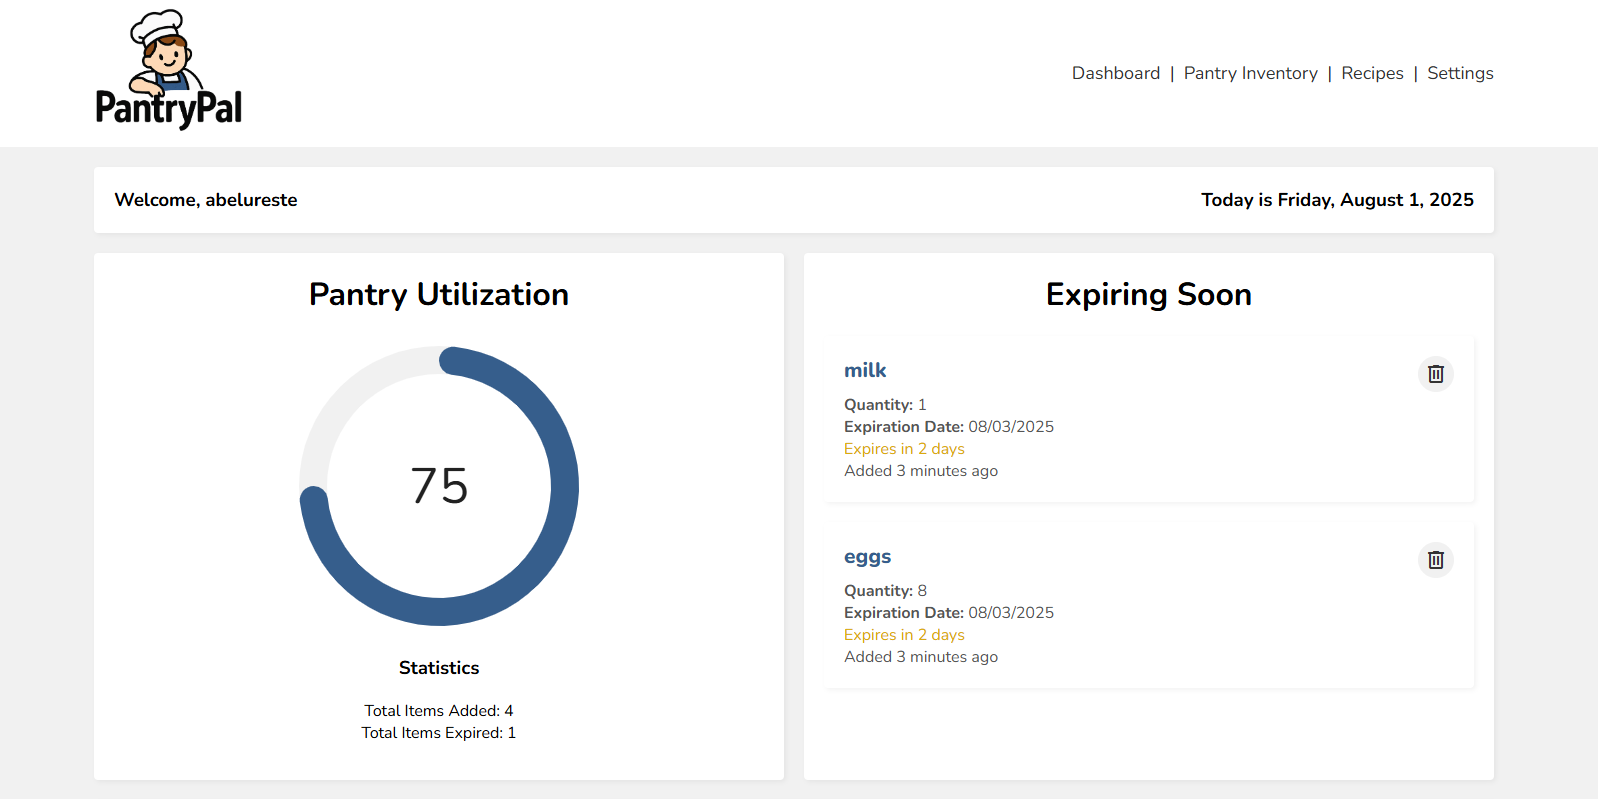 PantryPal
Dashboard | Pantry Inventory | Recipes | Settings
Welcome, abelureste
Today is Friday, August 1, 2025
Pantry Utilization
75
Statistics
Total Items Added: 4
Total Items Expired: 1
Expiring Soon
milk
Quantity: 1
Expiration Date: 08/03/2025
Expires in 2 days
Added 3 minutes ago
eggs
Quantity: 8
Expiration Date: 08/03/2025
Expires in 2 days
Added 3 minutes ago